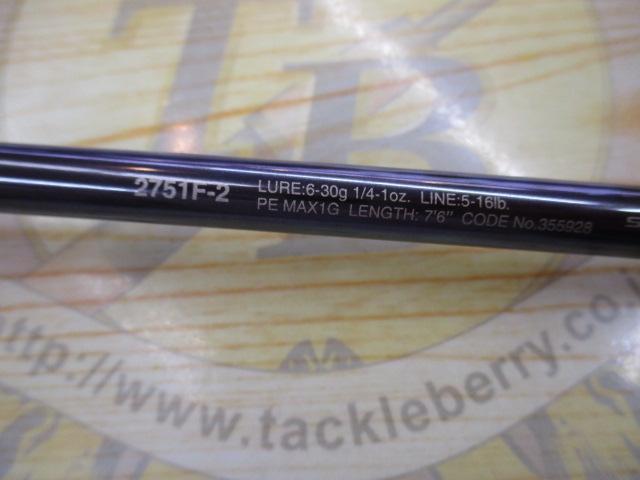 TB
2751F-2 LURE:6-30g 1/4-1oz. LINE:5-16lb.
PE MAX1G LENGTH: 7'6" CODE No.355928
http://www.tackleberry.co.j